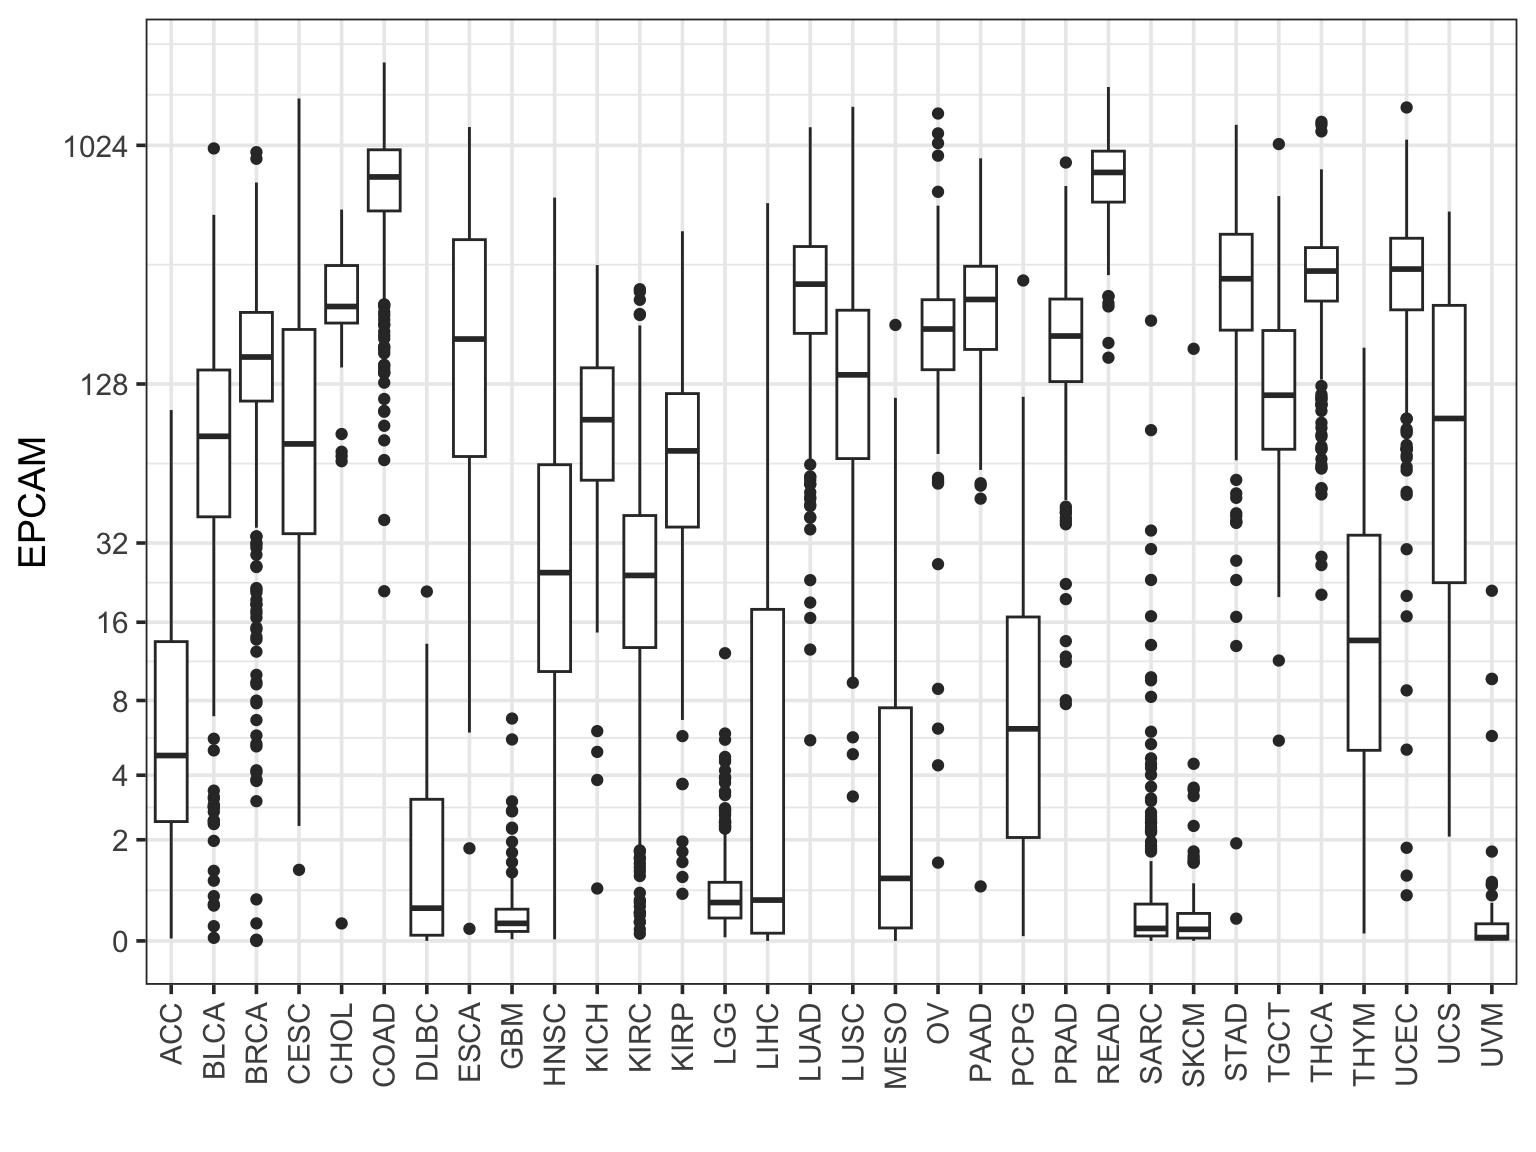 EPCAM
1024
128
32
16
8
4
2
0
ACC
BLCA
BRCA
CESC
CHOL
COAD
DLBC
ESCA
GBM
HNSC
KICH
KIRC
KIRP
LGG
LIHC
LUAD
LUSC
MESO
OV
PAAD
PCPG
PRAD
READ
SARC
SKCM
STAD
TGCT
THCA
THYM
UCEC
UCS
UVM